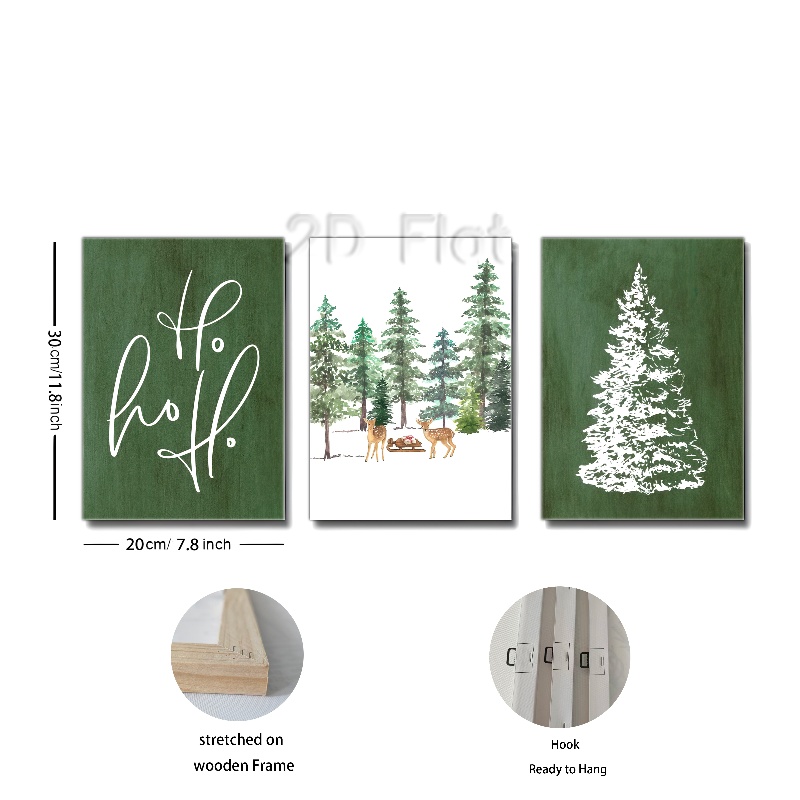 2D Flat
Ho
ho
Ho
30cm/11.8inch
20cm/ 7.8 inch
stretched on
wooden Frame
Hook
Ready to Hang